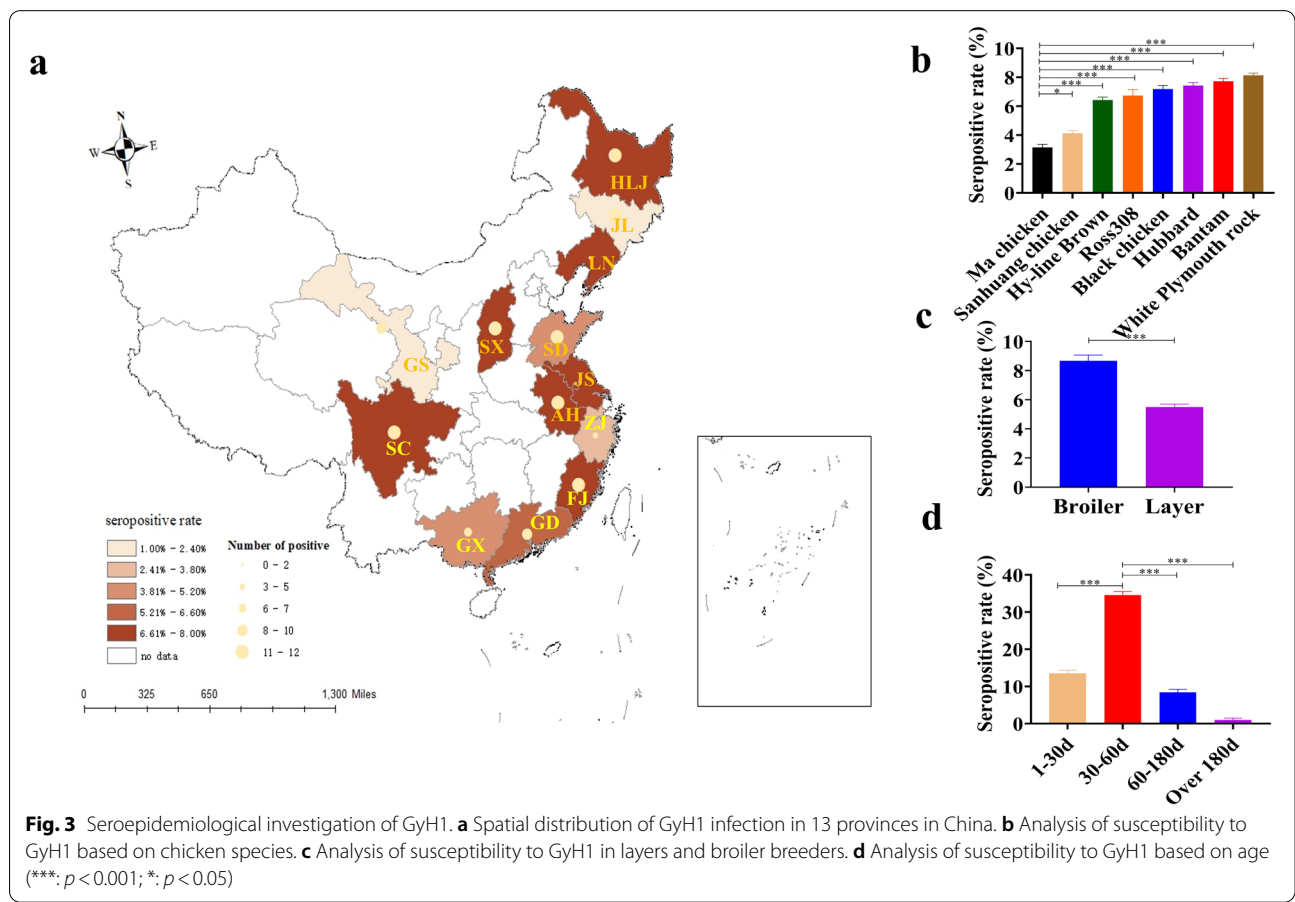 a
N
W
E
S
HLJ
JL
LN
SX
SD
GS
JS
AH
ZJ
SC
FJ
GD
GX
seropositive rate
1.00% - 2.40%
2.41% - 3.80%
3.81% - 5.20%
5.21% - 6.60%
6.61% - 8.00%
no data
Number of positive
0 - 2
3 - 5
6 - 7
8 - 10
11 - 12
0 325 650 1,300 Miles
b
Seropositive rate (%)
10
8
6
4
2
0
***
***
***
***
***
***
*
Ma chicken
Sanhuang chicken
Hy-line Brown
Ross308
Black chicken
Hubbard
Bantam
White Plymouth rock
c
Seropositive rate (%)
10
8
6
4
2
0
***
Broiler Layer
d
Seropositive rate (%)
40
30
20
10
0
***
***
***
1-30d
30-60d
60-180d
Over 180d
Fig. 3 Seroepidemiological investigation of GyH1. a Spatial distribution of GyH1 infection in 13 provinces in China. b Analysis of susceptibility to
GyH1 based on chicken species. c Analysis of susceptibility to GyH1 in layers and broiler breeders. d Analysis of susceptibility to GyH1 based on age
(***: p < 0.001; *: p < 0.05)